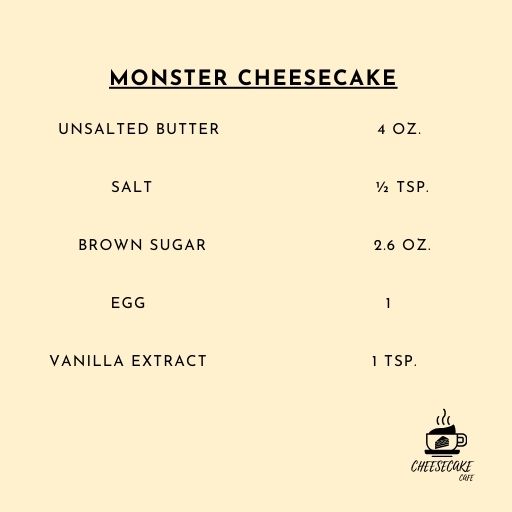 MONSTER CHEESECAKE
UNSALTED BUTTER 4 OZ.
SALT ½ TSP.
BROWN SUGAR 2.6 OZ.
EGG 1
VANILLA EXTRACT 1 TSP.
CHEESECAKE
CAFE